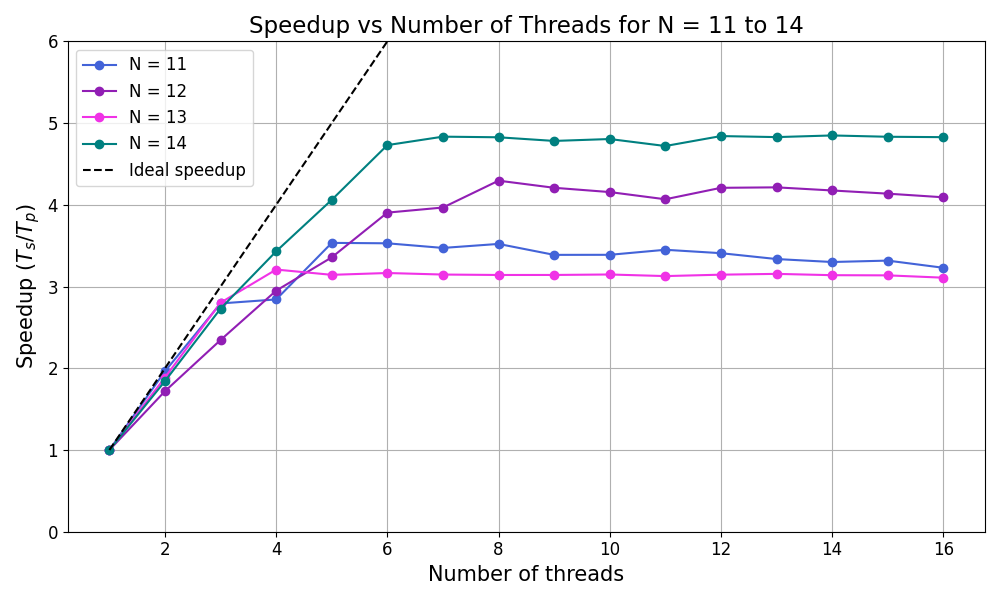 Speedup vs Number of Threads for N = 11 to 14
N = 11
N = 12
N = 13
N = 14
Ideal speedup
6
5
4
3
2
1
0
Speedup ($T_s/T_p$)
2 4 6 8 10 12 14 16
Number of threads